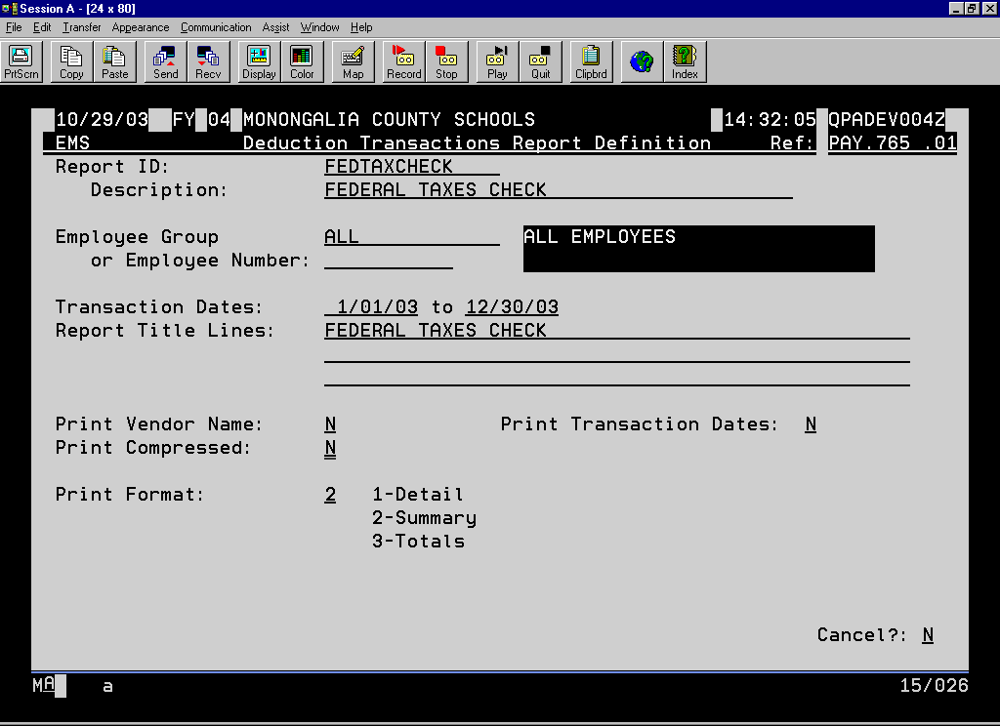 Session A - [24 x 80]
File Edit Transfer Appearance Communication Assist Window Help
PrtScrn Copy Paste Send Recv Display Color Map Record Stop Play Quit Clipbrd Index
10/29/03 FY 04 MONONGALIA COUNTY SCHOOLS 14:32:05 QPADEV004Z
EMS Deduction Transactions Report Definition Ref: PAY.765 .01
Report ID: FEDTAXCHECK
Description: FEDERAL TAXES CHECK
Employee Group ALL ALL EMPLOYEES
or Employee Number:
Transaction Dates: 1/01/03 to 12/30/03
Report Title Lines: FEDERAL TAXES CHECK
Print Vendor Name: N Print Transaction Dates: N
Print Compressed: N
Print Format: 2 1-Detail
2-Summary
3-Totals
Cancel?: N
MA a 15/026